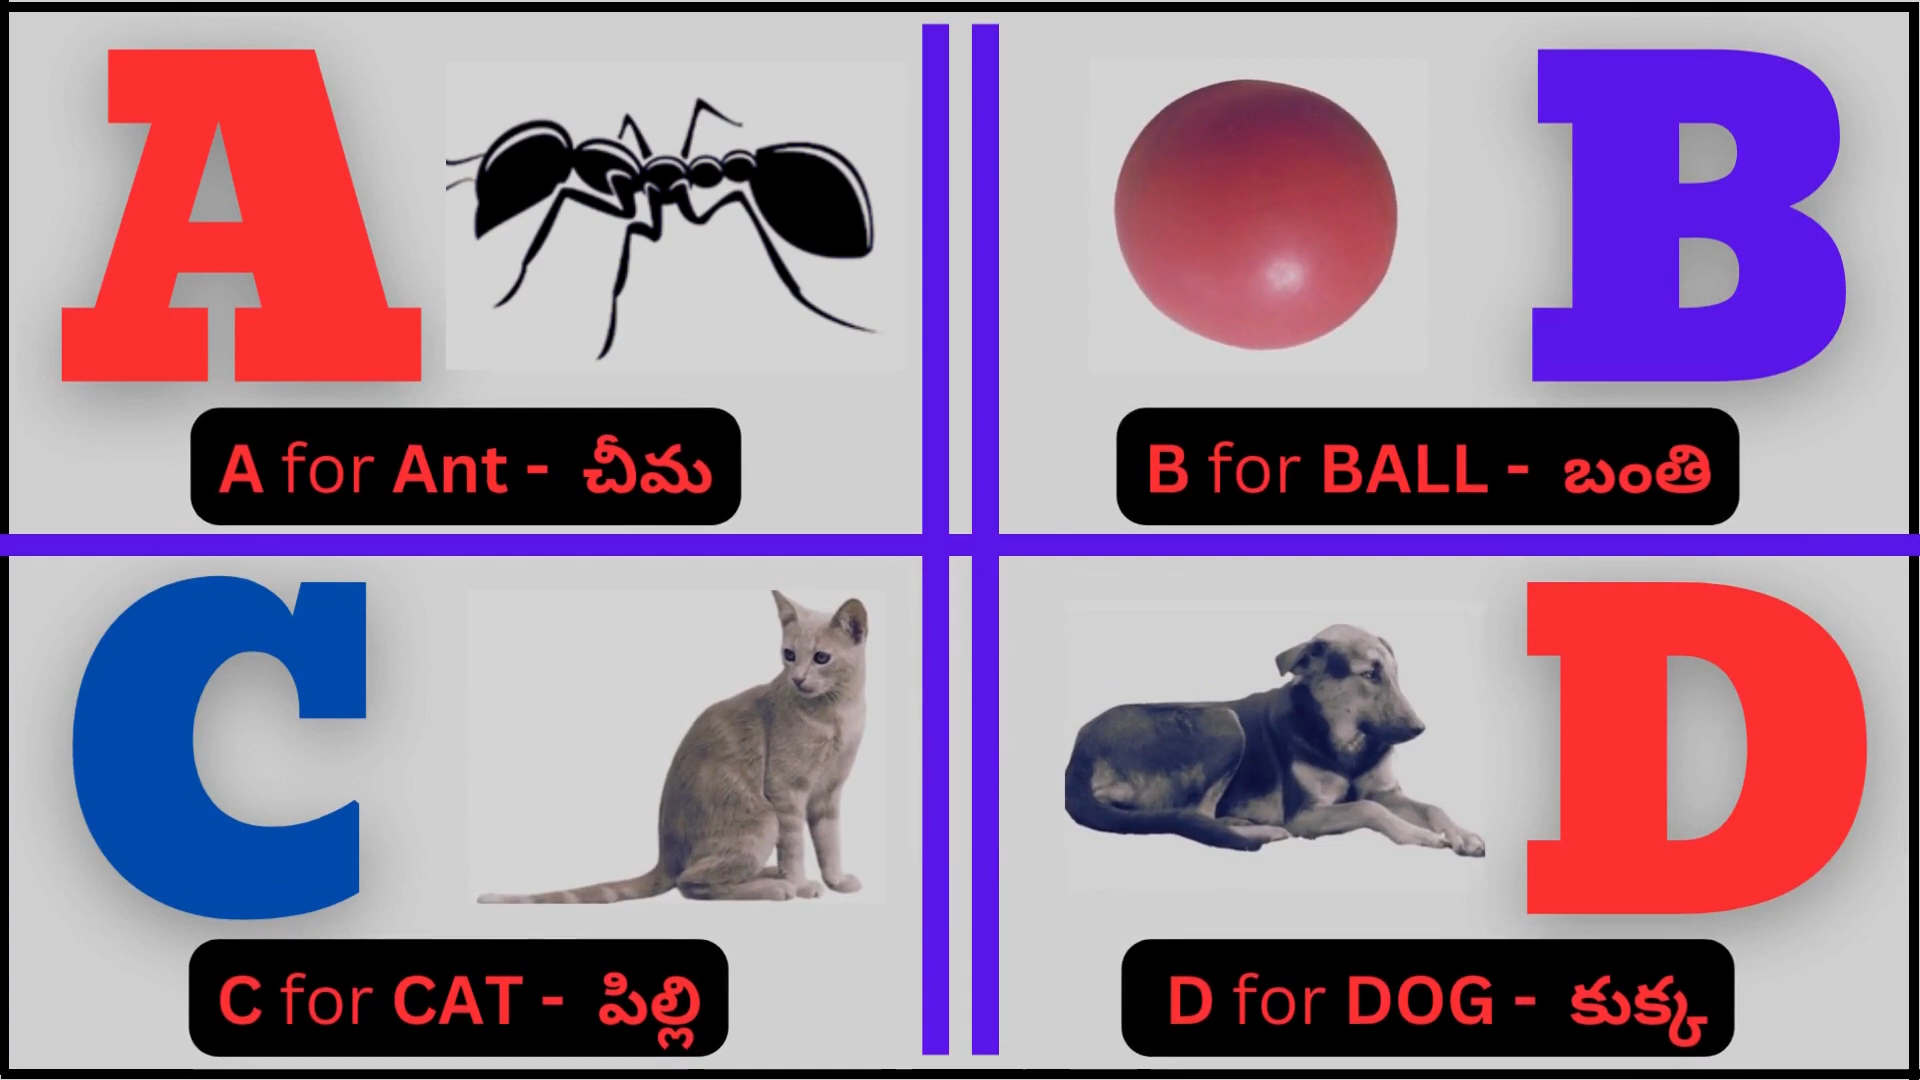 A
B
A for Ant - చీమ
B for BALL - బంతి
C
D
C for CAT - పిల్లి
D for DOG - కుక్క